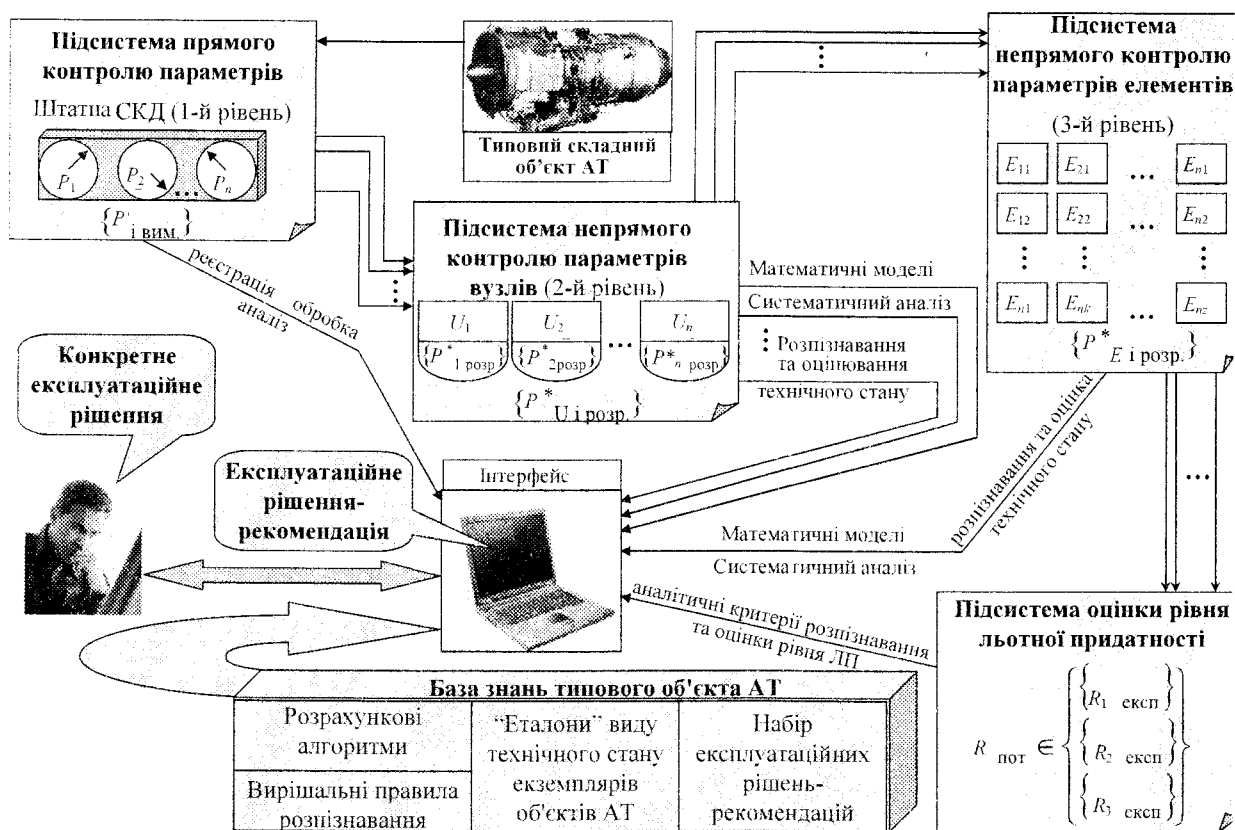 Підсистема прямого
контролю параметрів
Штатна СКД (1-й рівень)
P1 P2 ... Pn
{P* і вим.}
Типовий складний
об’єкт АТ
Підсистема
непрямого контролю
параметрів елементів
(3-й рівень)
E11 E21 ... En1
E12 E22 ... En2
En1 Enk ... Enz
{P* E і розр.}
Підсистема непрямого
контролю параметрів
вузлів (2-й рівень)
U1 U2 ... Un
{P*1 розр} {P*2розр} {P*n розр}
{P* U і розр.}
Математичні моделі
Систематичний аналіз
Розпізнавання
та оцінювання
технічного стану
реєстрація обробка
аналіз
Конкретне
експлуатаційне
рішення
Експлуатаційне
рішення-
рекомендація
Інтерфейс
розпізнавання та оцінка
технічного стану
Математичні моделі
Систематичний аналіз
аналітичні критерії розпізнавання
та оцінки рівня ЛП
Підсистема оцінки рівня
льотної придатності
R пот ∈ { {R1 експ} {R2 експ} {R3 експ} }
База знань типового об'єкта АТ
Розрахункові
алгоритми
Вирішальні правила
розпізнавання
“Еталони” виду
технічного стану
екземплярів
об'єктів АТ
Набір
експлуатаційних
рішень-
рекомендацій